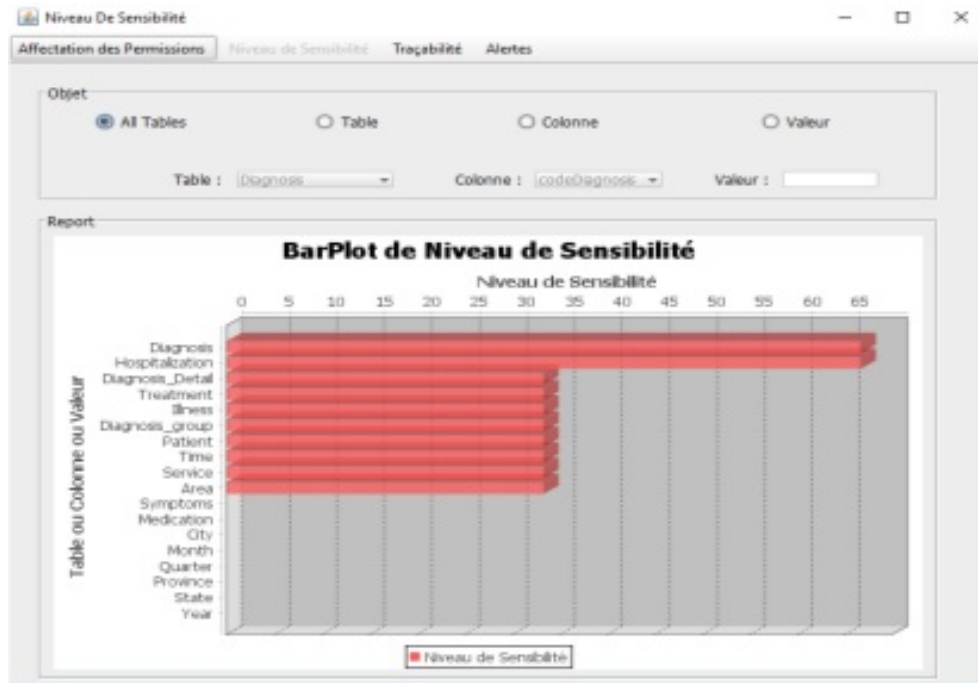 Niveau De Sensibilité
Affectation des Permissions Niveau de Sensibilité Traçabilité Alertes
Objet
All Tables Table Colonne Valeur
Table : Diagnosis Colonne : codeDiagnosis Valeur :
Report
BarPlot de Niveau de Sensibilité
Niveau de Sensibilité
0 5 10 15 20 25 30 35 40 45 50 55 60 65
Table ou Colonne ou Valeur
Diagnosis
Hospitalization
Diagnosis_Detail
Treatment
Illness
Diagnosis_group
Patient
Time
Service
Area
Symptoms
Medication
City
Month
Quarter
Province
State
Year
Niveau de Sensibilité